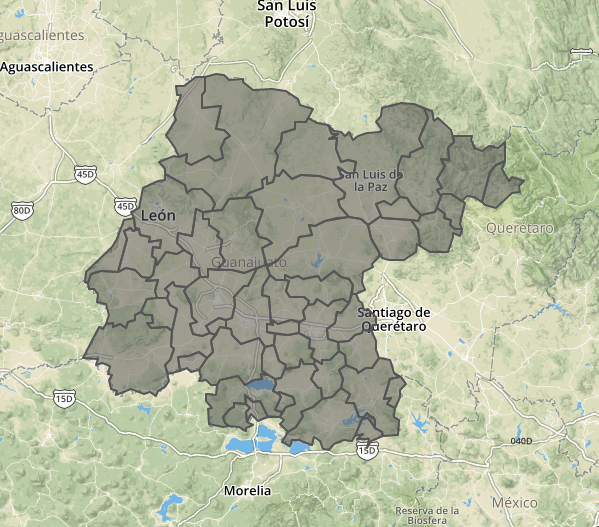 San Luis
Potosí
guascalientes
Aguascalientes
45D
San Luis de
la Paz
80D
45D
León
Querétaro
Guanajuato
Santiago de
Querétaro
15D
040D
15D
Morelia
México
Reserva de la
Biosfera